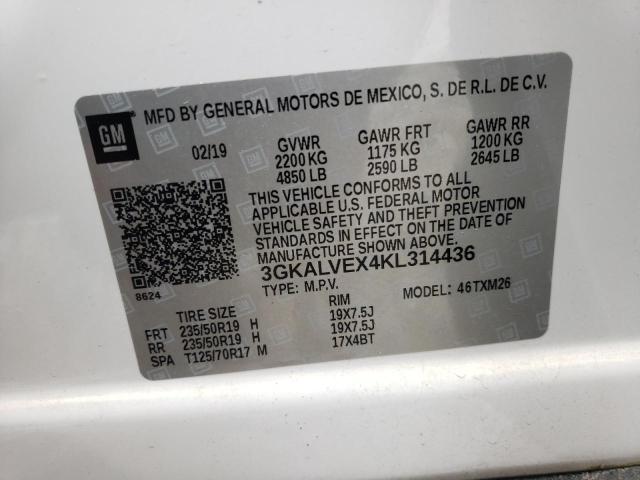 GM
MFD BY GENERAL MOTORS DE MEXICO, S. DE R.L. DE C.V.
02/19 GVWR GAWR FRT GAWR RR
2200 KG 1175 KG 1200 KG
4850 LB 2590 LB 2645 LB
THIS VEHICLE CONFORMS TO ALL
APPLICABLE U.S. FEDERAL MOTOR
VEHICLE SAFETY AND THEFT PREVENTION
STANDARDS IN EFFECT ON THE DATE OF
MANUFACTURE SHOWN ABOVE.
3GKALVEX4KL314436
8624
TYPE: M.P.V. MODEL: 46TXM26
TIRE SIZE RIM
FRT 235/50R19 H 19X7.5J
RR 235/50R19 H 19X7.5J
SPA T125/70R17 M 17X4BT